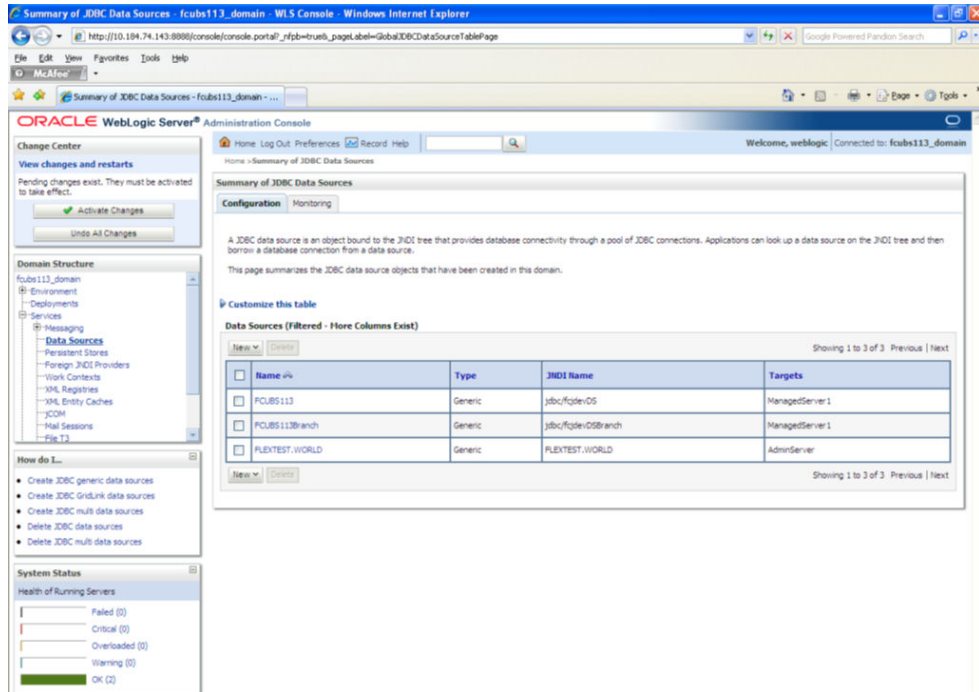 Summary of JDBC Data Sources - fcubs113_domain - WLS Console - Windows Internet Explorer
http://10.184.74.143:8888/console/console.portal?_nfpb=true&_pageLabel=GlobalJDBCDataSourceTablePage
Google Powered Pandion Search
File Edit View Favorites Tools Help
McAfee
Summary of JDBC Data Sources - fcubs113_domain - ...
Page Tools
ORACLE WebLogic Server® Administration Console
Change Center
View changes and restarts
Pending changes exist. They must be activated
to take effect.
Activate Changes
Undo All Changes
Domain Structure
fcubs113_domain
Environment
Deployments
Services
Messaging
Data Sources
Persistent Stores
Foreign JNDI Providers
Work Contexts
XML Registries
XML Entity Caches
jCOM
Mail Sessions
File T3
How do I...
Create JDBC generic data sources
Create JDBC GridLink data sources
Create JDBC multi data sources
Delete JDBC data sources
Delete JDBC multi data sources
System Status
Health of Running Servers
Failed (0)
Critical (0)
Overloaded (0)
Warning (0)
OK (2)
Home Log Out Preferences Record Help
Welcome, weblogic Connected to: fcubs113_domain
Home >Summary of JDBC Data Sources
Summary of JDBC Data Sources
Configuration Monitoring
A JDBC data source is an object bound to the JNDI tree that provides database connectivity through a pool of JDBC connections. Applications can look up a data source on the JNDI tree and then
borrow a database connection from a data source.
This page summarizes the JDBC data source objects that have been created in this domain.
Customize this table
Data Sources (Filtered - More Columns Exist)
New Delete Showing 1 to 3 of 3 Previous | Next
Name Type JNDI Name Targets
FCUBS113 Generic jdbc/fcjdevDS ManagedServer1
FCUBS113Branch Generic jdbc/fcjdevDSBranch ManagedServer1
FLEXTEST.WORLD Generic FLEXTEST.WORLD AdminServer
New Delete Showing 1 to 3 of 3 Previous | Next